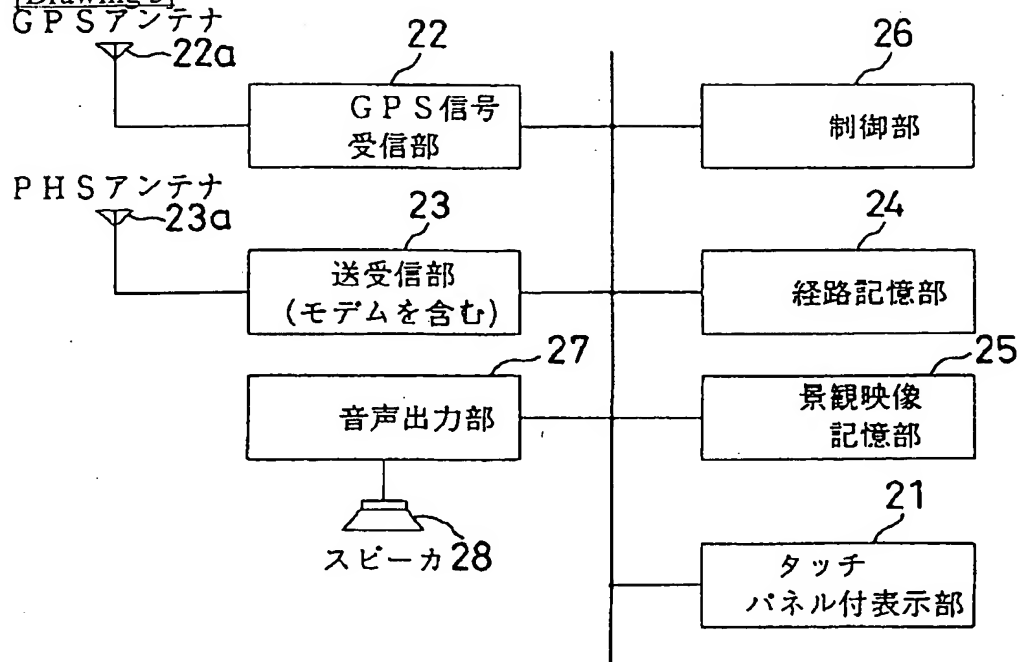 [Drawing 3]
GPSアンテナ
22a
22
GPS信号
受信部
26
制御部
PHSアンテナ
23a
23
送受信部
(モデムを含む)
24
経路記憶部
27
音声出力部
25
景観映像
記憶部
スピーカ 28
21
タッチ
パネル付表示部